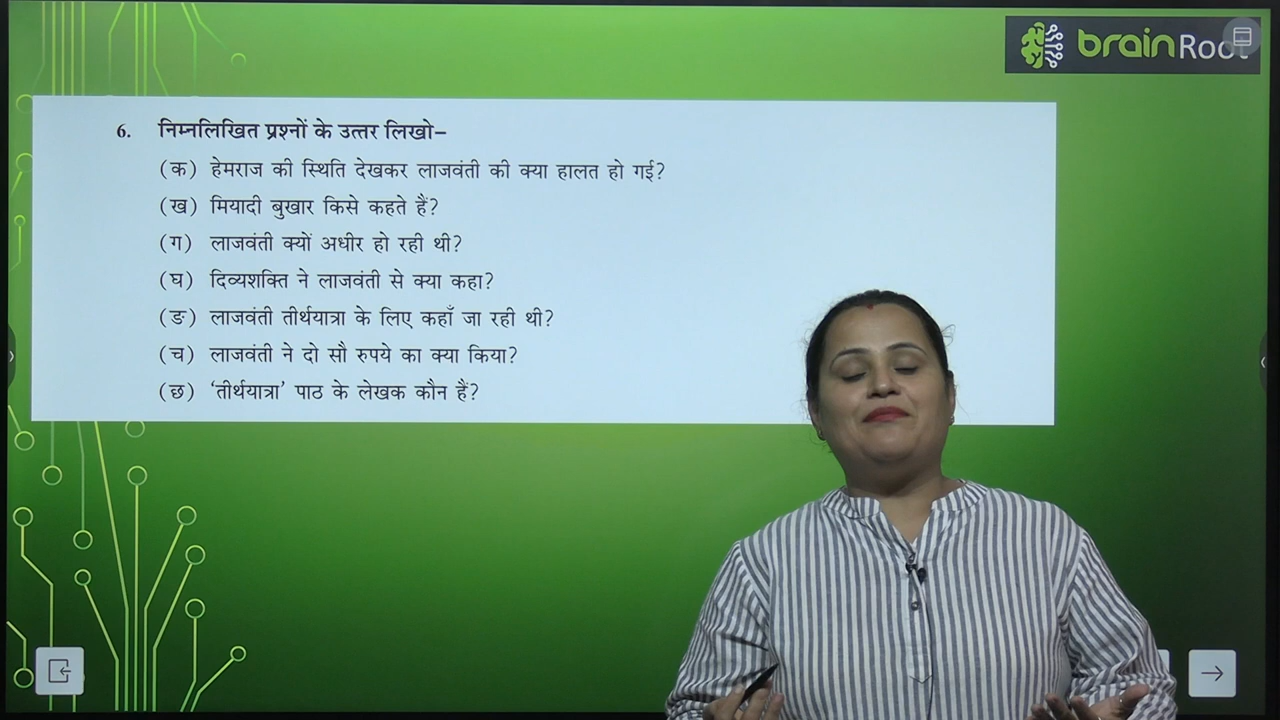 brainRoot
6. निम्नलिखित प्रश्नों के उत्तर लिखो–
(क) हेमराज की स्थिति देखकर लाजवंती की क्या हालत हो गई?
(ख) मियादी बुखार किसे कहते हैं?
(ग) लाजवंती क्यों अधीर हो रही थी?
(घ) दिव्यशक्ति ने लाजवंती से क्या कहा?
(ङ) लाजवंती तीर्थयात्रा के लिए कहाँ जा रही थी?
(च) लाजवंती ने दो सौ रुपये का क्या किया?
(छ) ‘तीर्थयात्रा’ पाठ के लेखक कौन हैं?